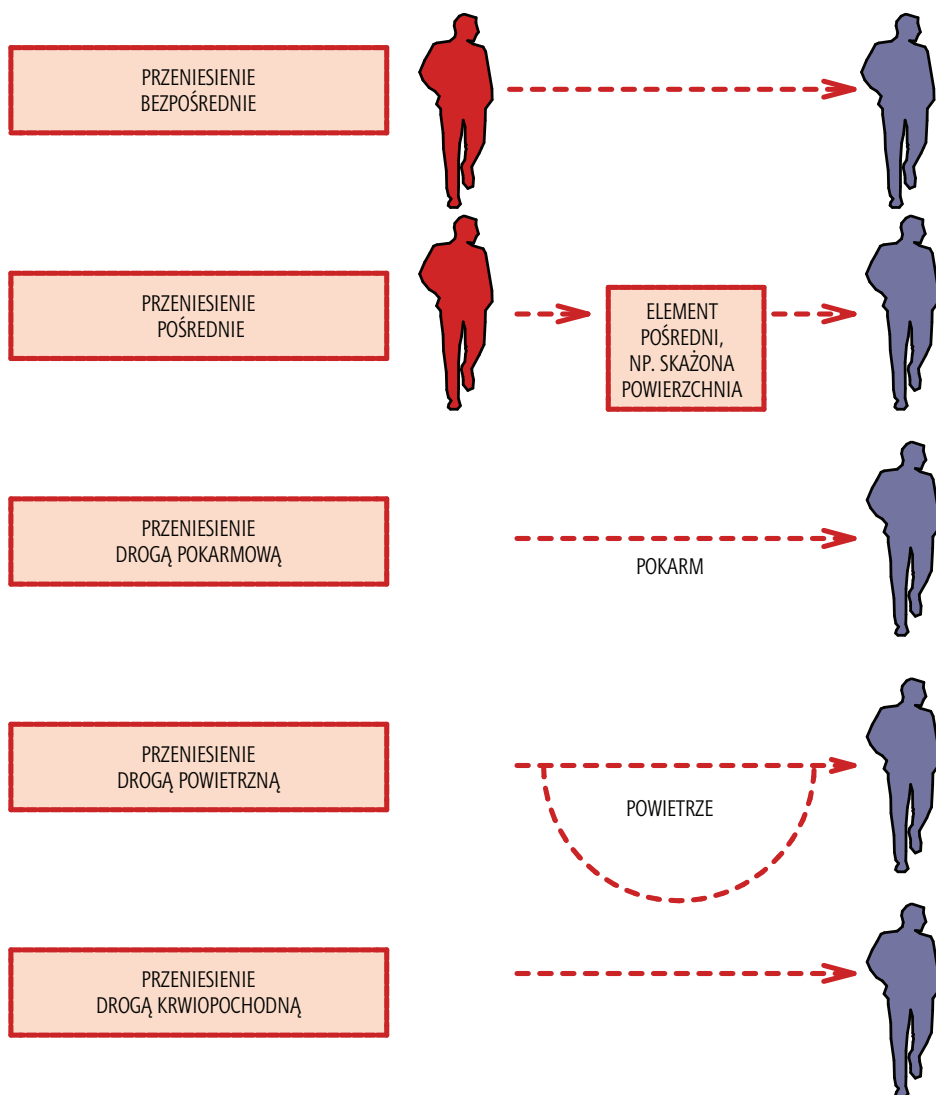 PRZENIESIENIE
BEZPOŚREDNIE
PRZENIESIENIE
POŚREDNIE
ELEMENT
POŚREDNI,
NP. SKAŻONA
POWIERZCHNIA
PRZENIESIENIE
DROGĄ POKARMOWĄ
POKARM
PRZENIESIENIE
DROGĄ POWIETRZNĄ
POWIETRZE
PRZENIESIENIE
DROGĄ KRWIOPOCHODNĄ